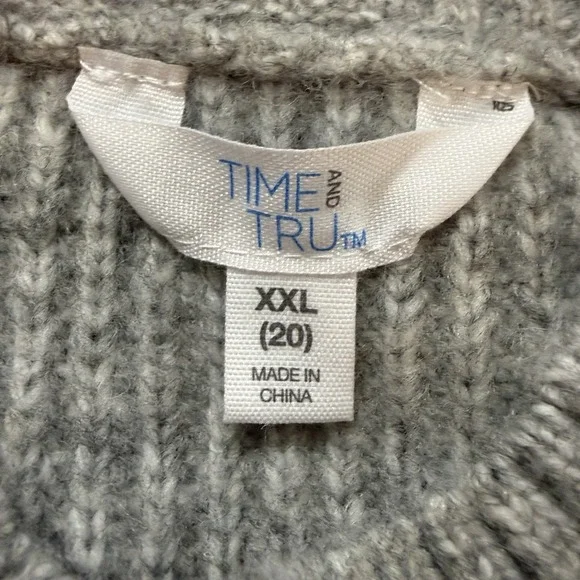 TIME AND
TRU™
XXL
(20)
MADE IN
CHINA